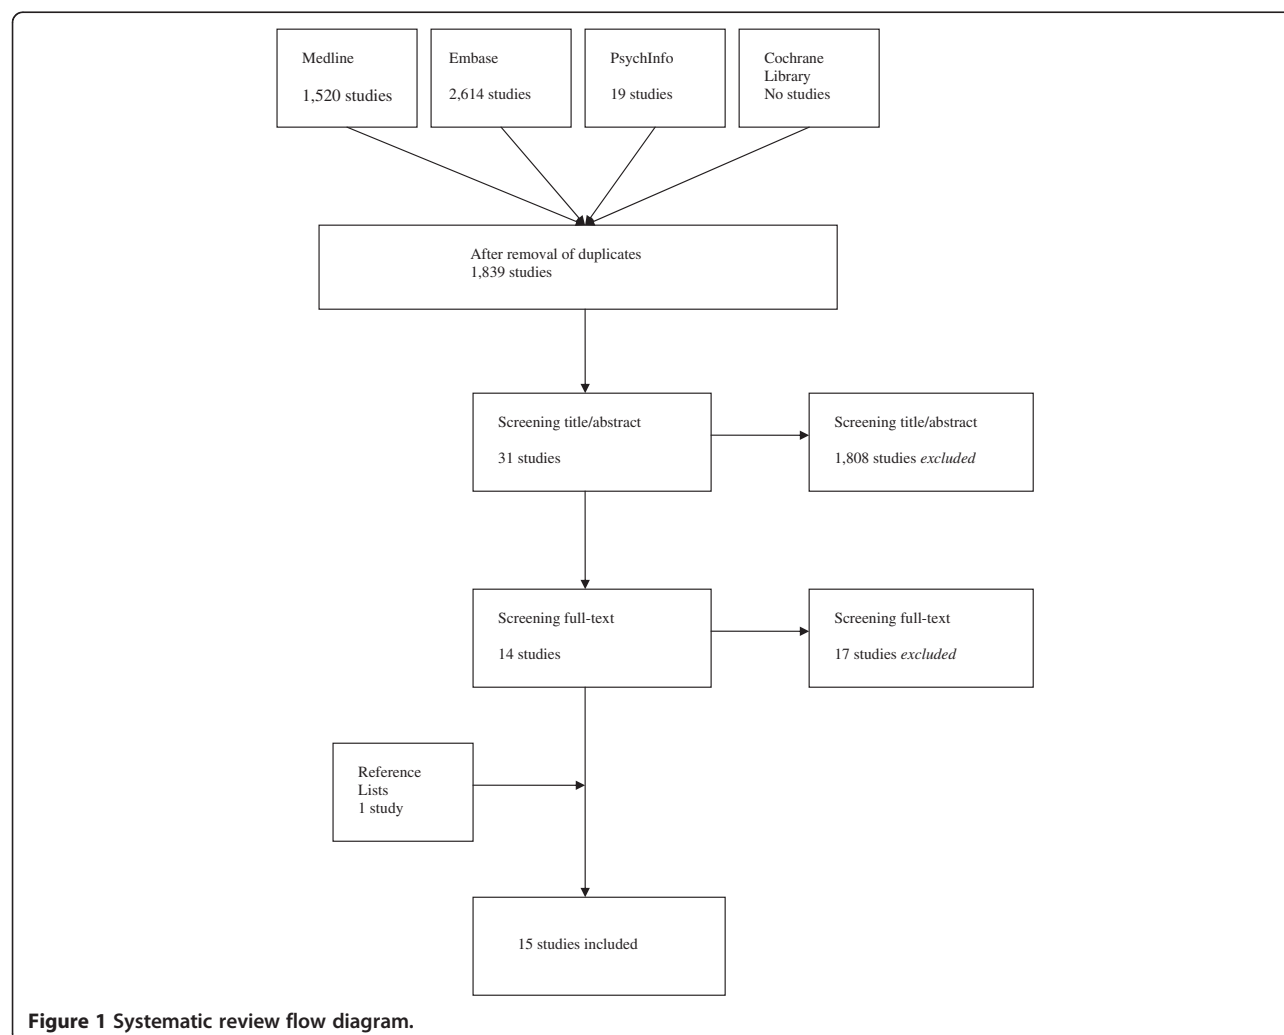 Medline
1,520 studies
Embase
2,614 studies
PsychInfo
19 studies
Cochrane
Library
No studies
After removal of duplicates
1,839 studies
Screening title/abstract
31 studies
Screening title/abstract
1,808 studies excluded
Screening full-text
14 studies
Screening full-text
17 studies excluded
Reference
Lists
1 study
15 studies included
Figure 1 Systematic review flow diagram.